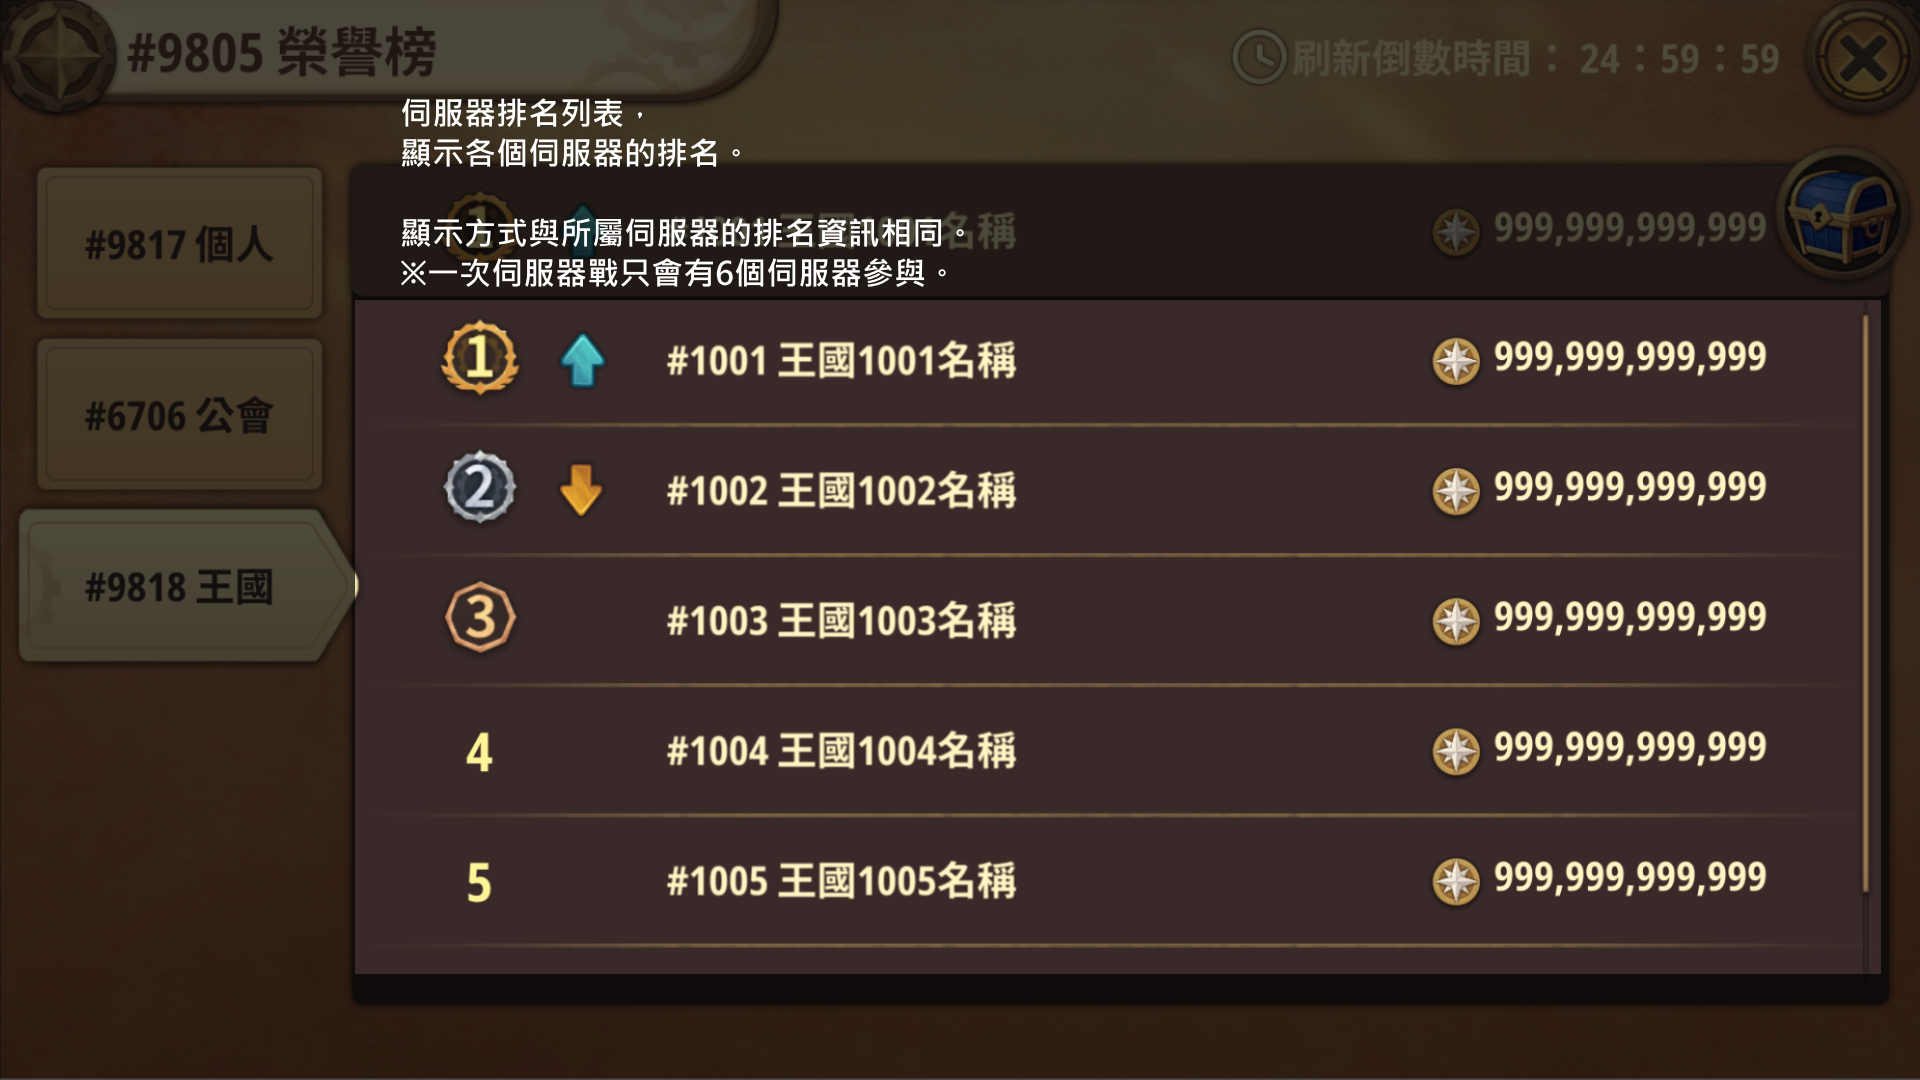 #9805 榮譽榜
刷新倒數時間： 24：59：59
伺服器排名列表，
顯示各個伺服器的排名。
顯示方式與所屬伺服器的排名資訊相同。
※一次伺服器戰只會有6個伺服器參與。
#9817 個人
#6706 公會
#9818 王國
1 名稱 999,999,999,999
1 #1001 王國1001名稱 999,999,999,999
2 #1002 王國1002名稱 999,999,999,999
3 #1003 王國1003名稱 999,999,999,999
4 #1004 王國1004名稱 999,999,999,999
5 #1005 王國1005名稱 999,999,999,999